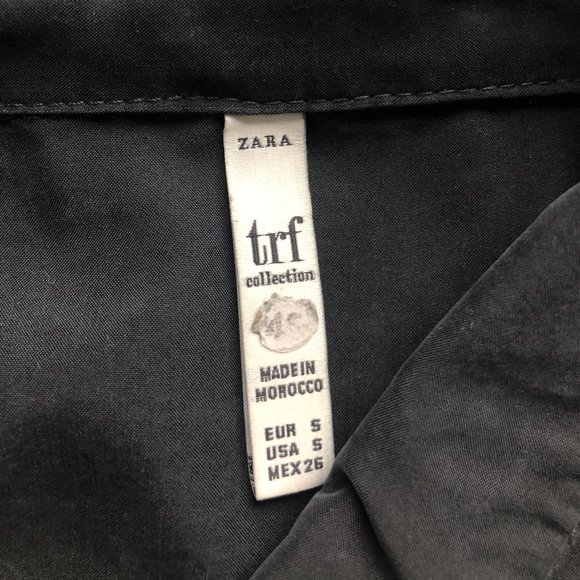 ZARA
trf
collection
MADE IN
MOROCCO
EUR S
USA S
MEX 26